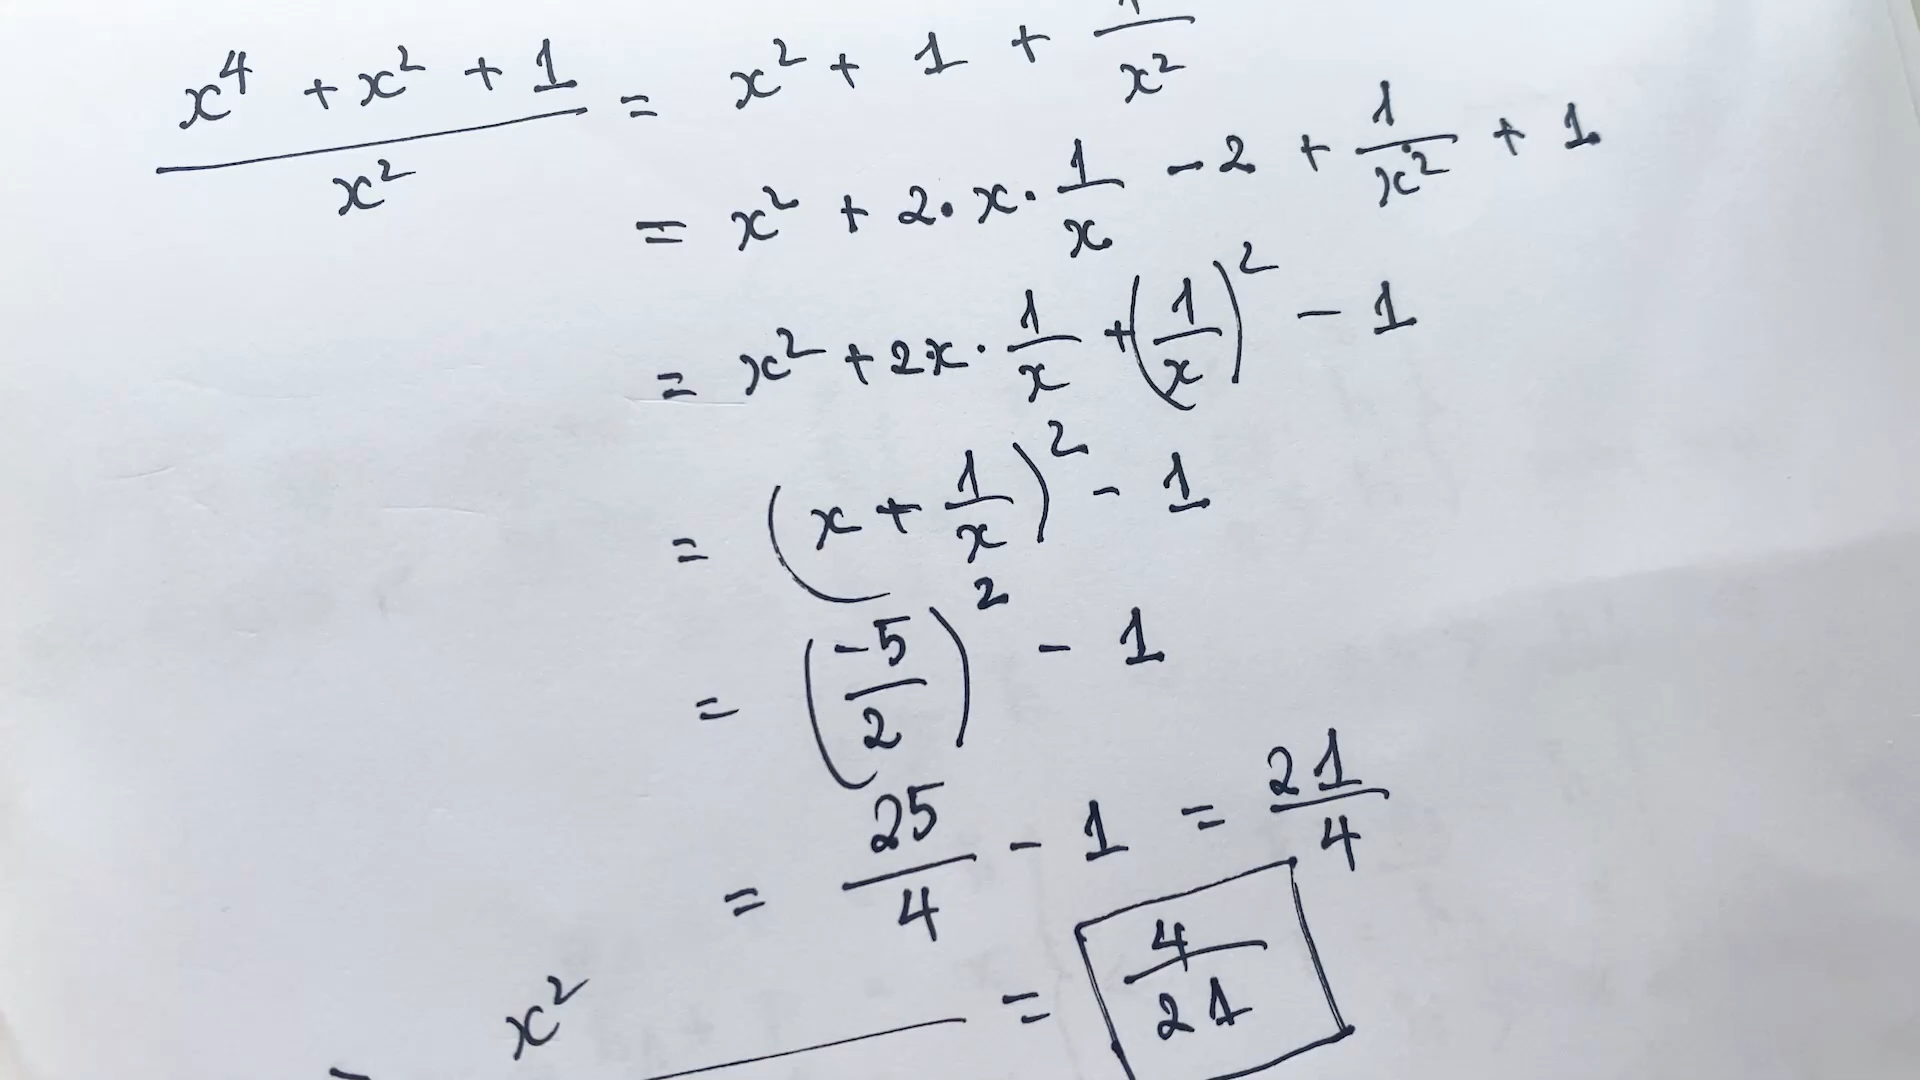 (x^4 + x^2 + 1)/x^2 = x^2 + 1 + 1/x^2
= x^2 + 2·x·1/x - 2 + 1/x^2 + 1
= x^2 + 2x·1/x + (1/x)^2 - 1
= (x + 1/x)^2 - 1
= (-5/2)^2 - 1
= 25/4 - 1 = 21/4
x^2/ = 4/21